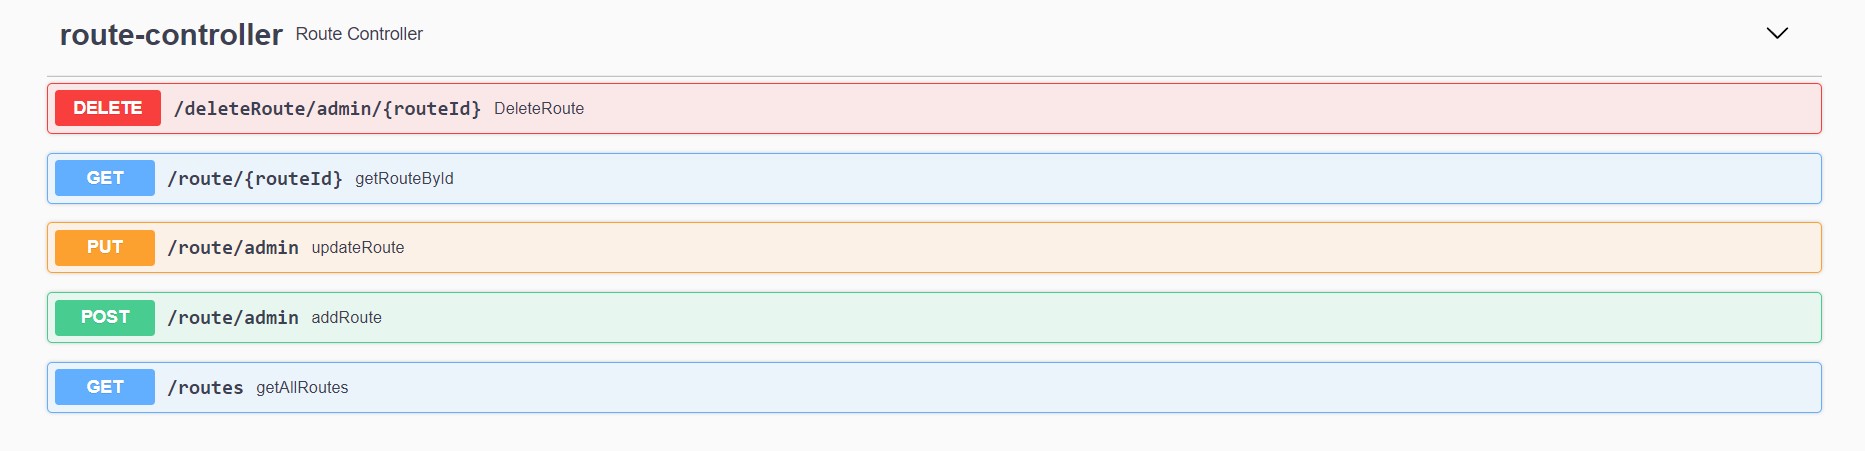 route-controller Route Controller
DELETE /deleteRoute/admin/{routeId} DeleteRoute
GET /route/{routeId} getRouteById
PUT /route/admin updateRoute
POST /route/admin addRoute
GET /routes getAllRoutes